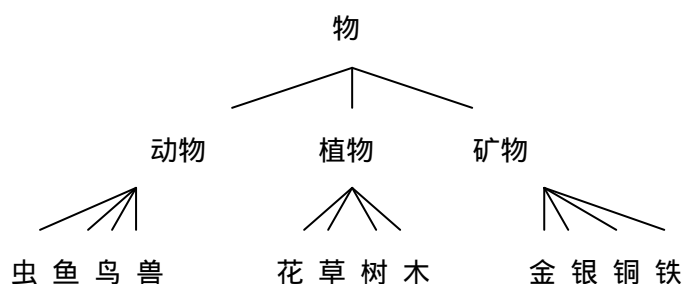 物
动物 植物 矿物
虫 鱼 鸟 兽 花 草 树 木 金 银 铜 铁